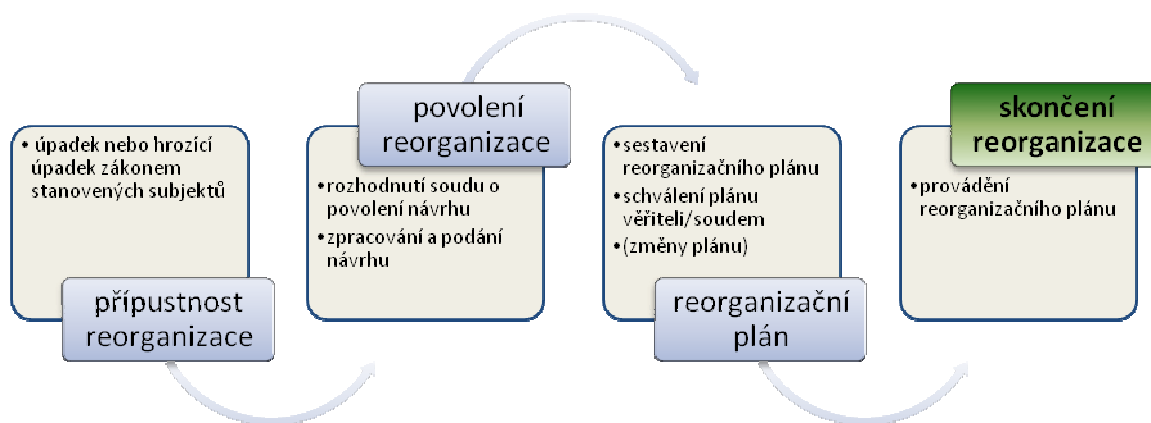 • úpadek nebo hrozící
úpadek zákonem
stanovených subjektů
přípustnost
reorganizace
povolení
reorganizace
•rozhodnutí soudu o
povolení návrhu
•zpracování a podání
návrhu
•sestavení
reorganizačního plánu
•schválení plánu
věřiteli/soudem
•(změny plánu)
reorganizační
plán
skončení
reorganizace
•provádění
reorganizačního plánu